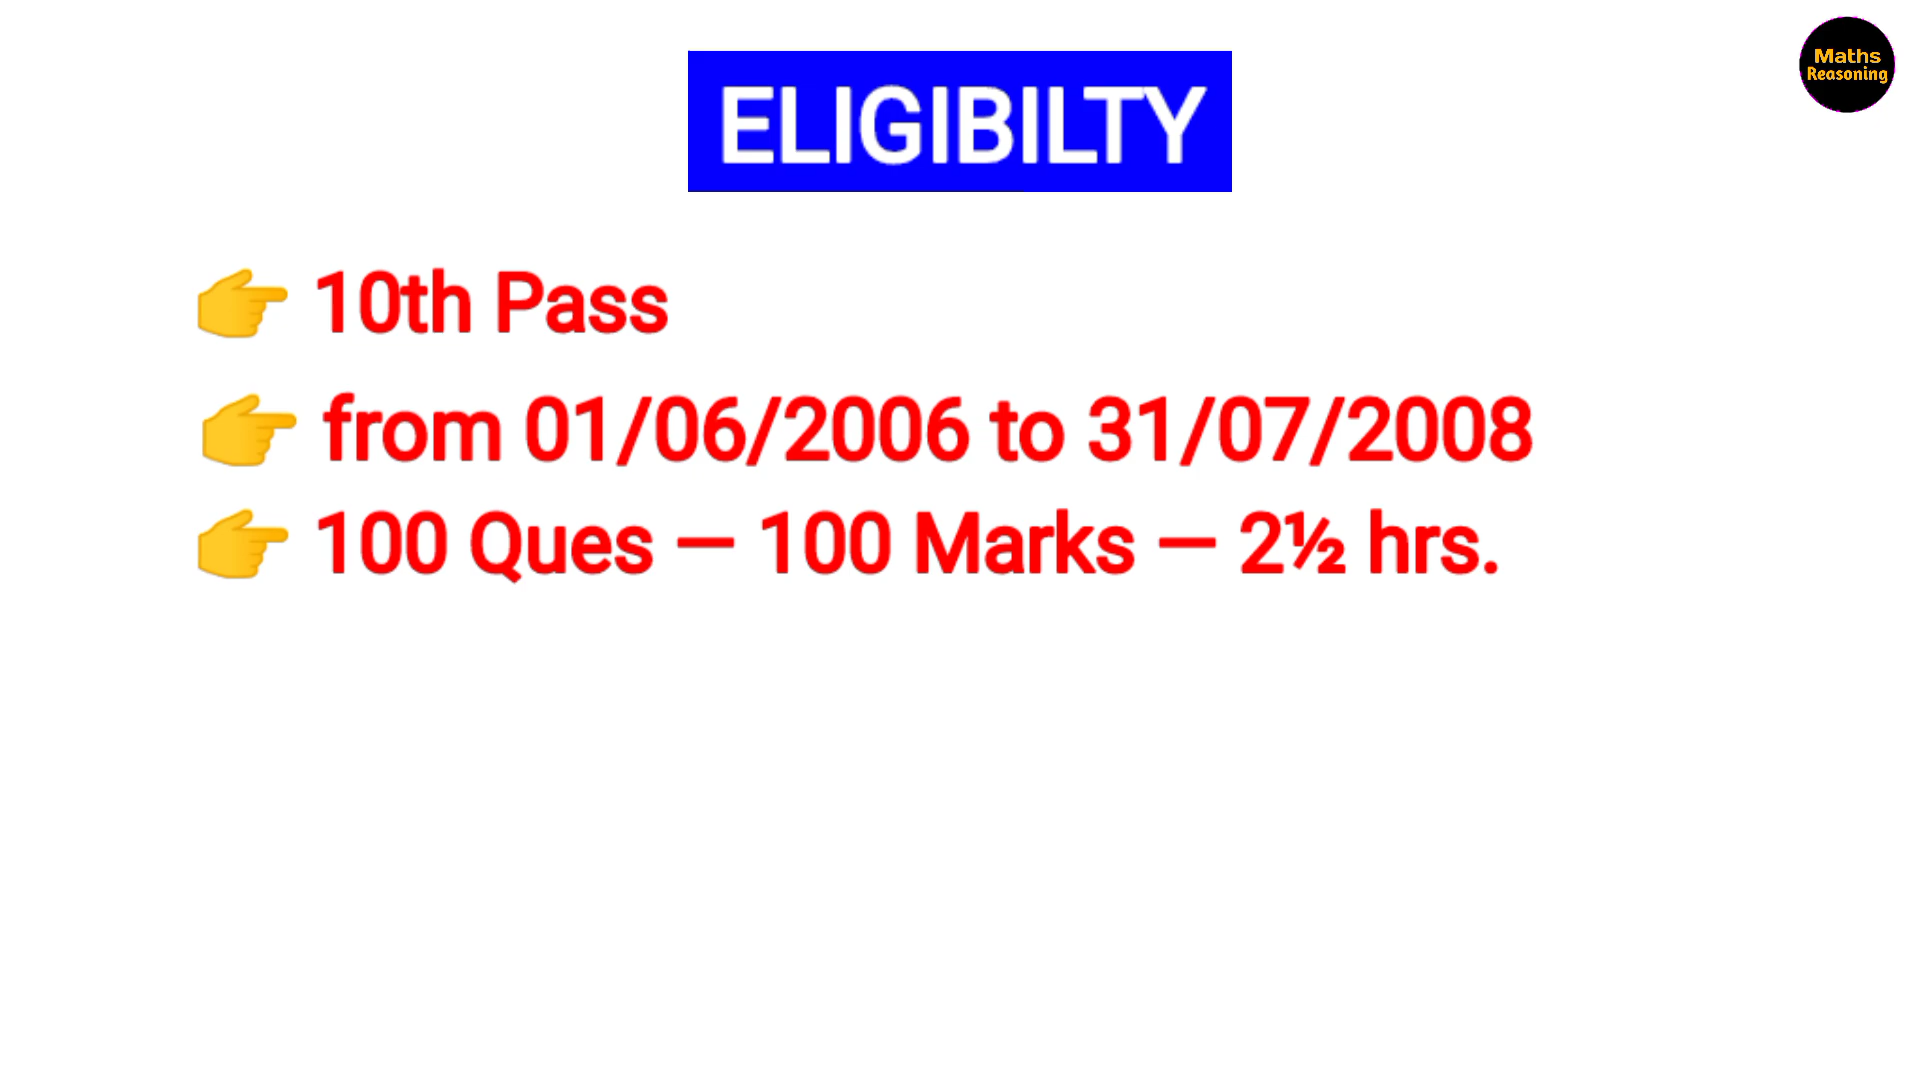 Maths
Reasoning
ELIGIBILTY
👉 10th Pass
👉 from 01/06/2006 to 31/07/2008
👉 100 Ques — 100 Marks — 2½ hrs.